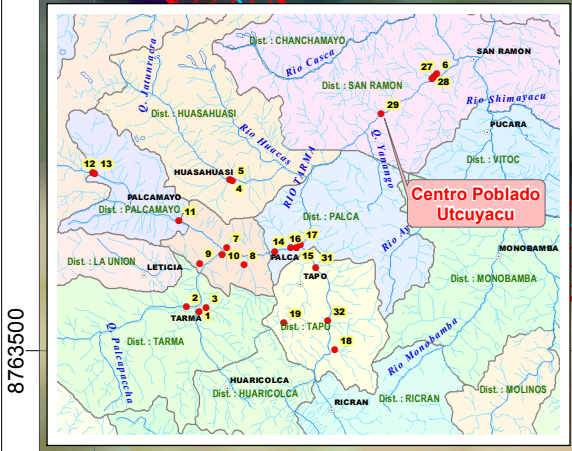 Dist. : CHANCHAMAYO
SAN RAMON
Rio Casca
27 6
28
Dist. : SAN RAMON
Q. Jatunragra
Rio Shimayacu
29
Dist. : HUASAHUASI
PUCARA
Rio Huacas
Q. Yanango
Dist. : VITOC
12 13
HUASAHUASI
5
4
RIO TARMA
Centro Poblado
Utcuyacu
PALCAMAYO
Dist. : PALCAMAYO
11
Dist. : PALCA
7
14 16 17
Rio Ay
MONOBAMBA
Dist. : LA UNION
9
10
8
PALCA
15
31
LETICIA
TAPO
Dist. : MONOBAMBA
2
3
TARMA
1
19
32
Dist. : TAPO
Rio Monobamba
Q. Palcapaccha
Dist. : TARMA
18
8763500
HUARICOLCA
Dist. : HUARICOLCA
Dist. : MOLINOS
RICRAN
Dist. : RICRAN